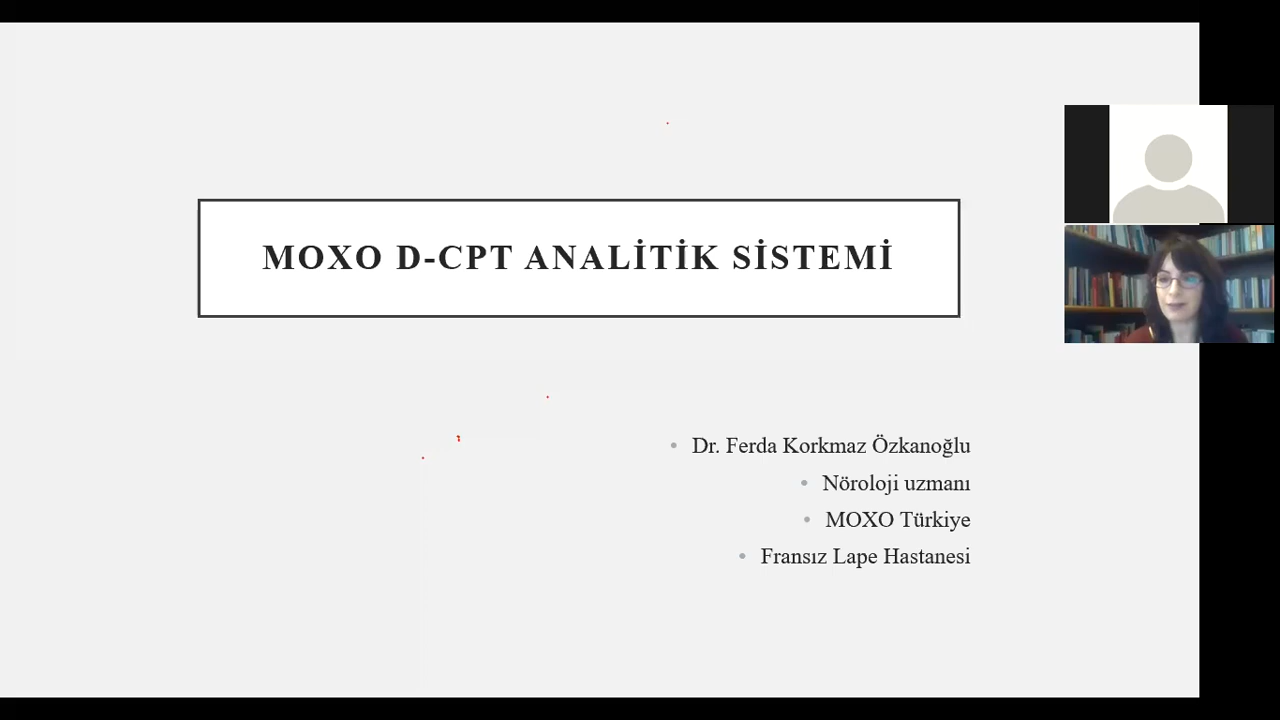 MOXO D-CPT ANALİTİK SİSTEMİ
• Dr. Ferda Korkmaz Özkanoğlu
• Nöroloji uzmanı
• MOXO Türkiye
• Fransız Lape Hastanesi